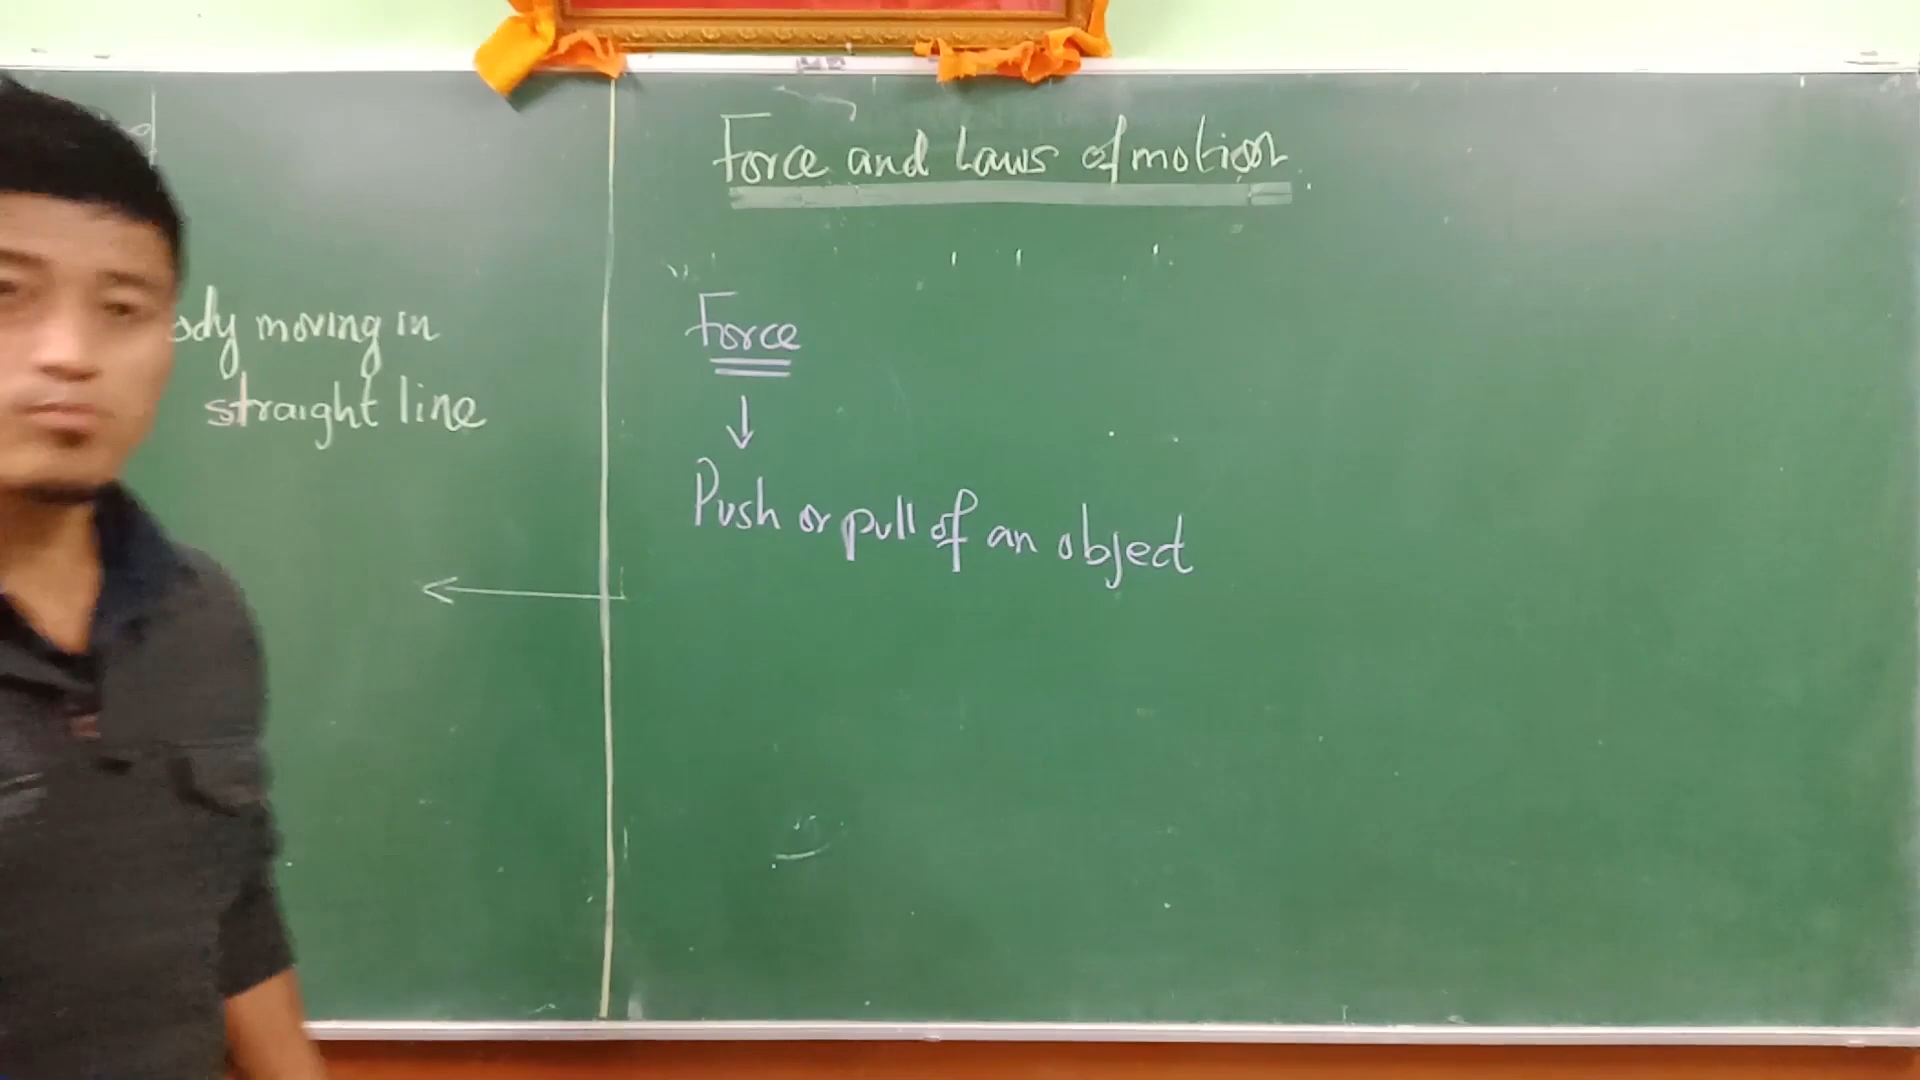 moving in
straight line
Force and Laws of motion
Force
Push or pull of an object